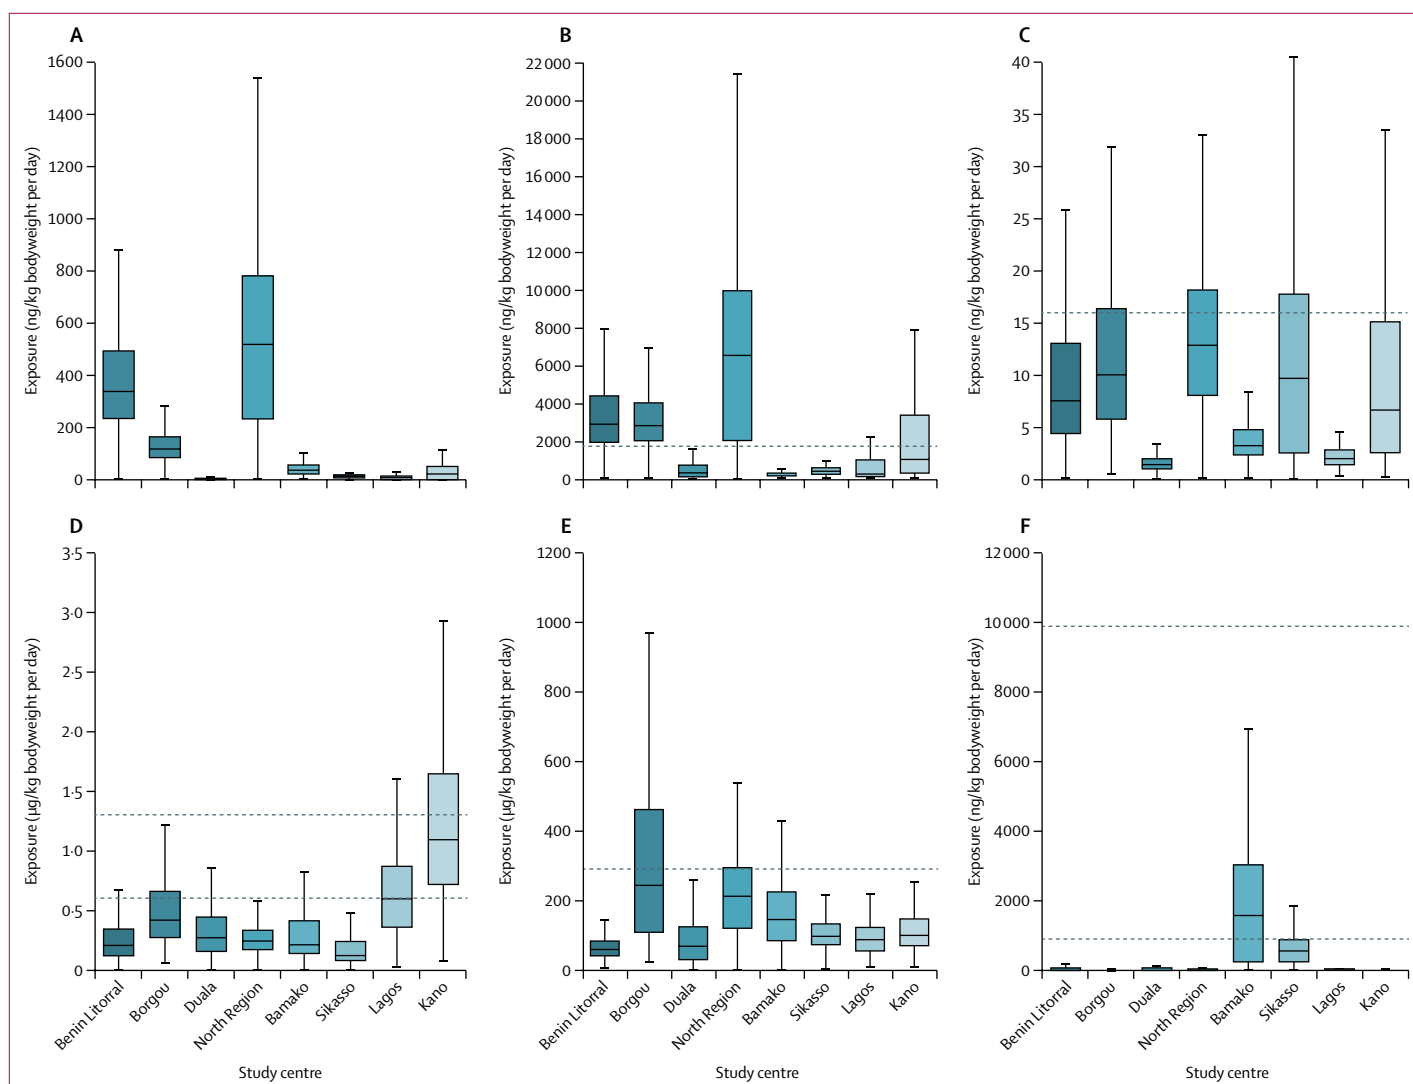 A
Exposure (ng/kg bodyweight per day)
1600
1400
1200
1000
800
600
400
200
0
B
Exposure (ng/kg bodyweight per day)
22 000
20 000
18 000
16 000
14 000
12 000
10 000
8000
6000
4000
2000
0
C
Exposure (ng/kg bodyweight per day)
40
35
30
25
20
15
10
5
0
D
Exposure (µg/kg bodyweight per day)
3·5
3·0
2·5
2·0
1·5
1·0
0·5
0
Benin Litorral
Borgou
Duala
North Region
Bamako
Sikasso
Lagos
Kano
Study centre
E
Exposure (µg/kg bodyweight per day)
1200
1000
800
600
400
200
0
Benin Litorral
Borgou
Duala
North Region
Bamako
Sikasso
Lagos
Kano
Study centre
F
Exposure (ng/kg bodyweight per day)
12 000
10 000
8000
6000
4000
2000
0
Benin Litorral
Borgou
Duala
North Region
Bamako
Sikasso
Lagos
Kano
Study centre